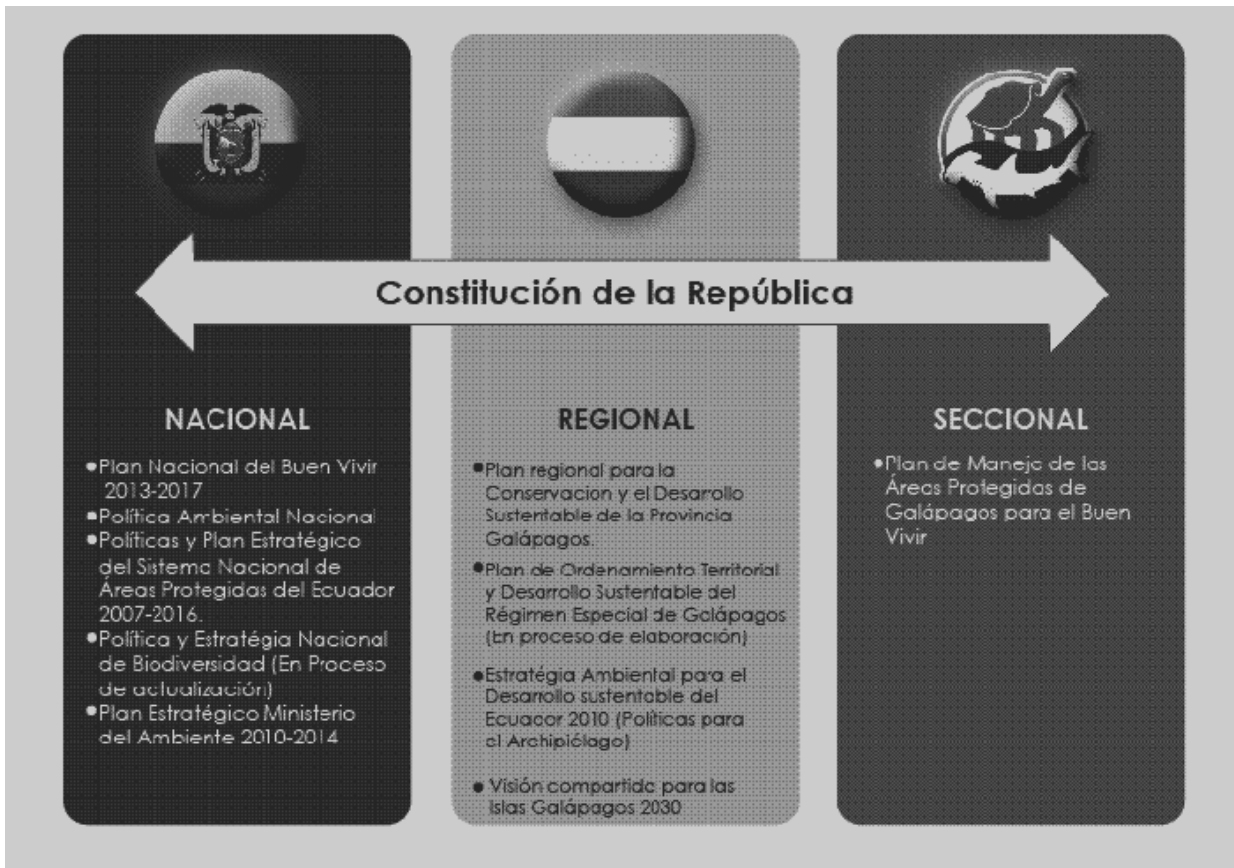 Constitución de la República
NACIONAL
●Plan Nacional del Buen Vivir
2013-2017
●Política Ambiental Nacional
●Políticas y Plan Estratégico
del Sistema Nacional de
Áreas Protegidas del Ecuador
2007-2016.
●Política y Estratégia Nacional
de Biodiversidad (En Proceso
de actualización)
●Plan Estratégico Ministerio
del Ambiente 2010-2014
REGIONAL
●Plan regional para la
Conservacion y el Desarrollo
Sustentable de la Provincia
Galápagos.
●Plan de Ordenamiento Territorial
y Desarrollo Sustentable del
Régimen Especial de Galápagos
(En proceso de elaboración)
●Estratégia Ambiental para el
Desarrollo sustentable del
Ecuador 2010 (Políticas para
el Archipiélago)
● Visión compartida para las
Islas Galápagos 2030
SECCIONAL
●Plan de Manejo de las
Áreas Protegidas de
Galápagos para el Buen
Vivir